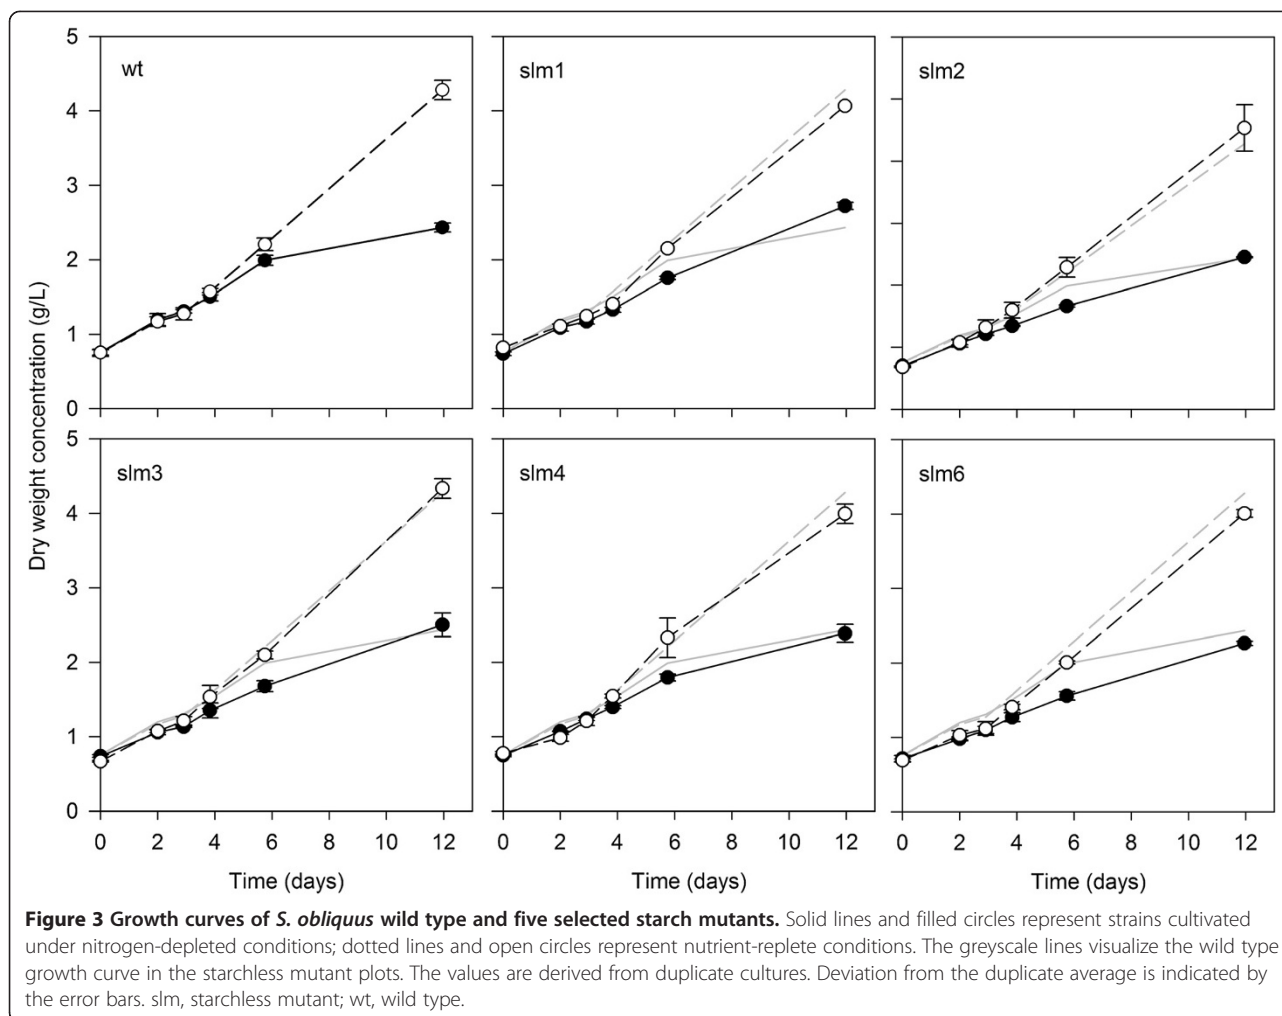 5
4
3
2
1
0
wt
slm1
slm2
Dry weight concentration (g/L)
5
4
3
2
1
0
slm3
slm4
slm6
0 2 4 6 8 10 12
0 2 4 6 8 10 12
0 2 4 6 8 10 12
Time (days)
Time (days)
Time (days)
Figure 3 Growth curves of S. obliquus wild type and five selected starch mutants. Solid lines and filled circles represent strains cultivated
under nitrogen-depleted conditions; dotted lines and open circles represent nutrient-replete conditions. The greyscale lines visualize the wild type
growth curve in the starchless mutant plots. The values are derived from duplicate cultures. Deviation from the duplicate average is indicated by
the error bars. slm, starchless mutant; wt, wild type.